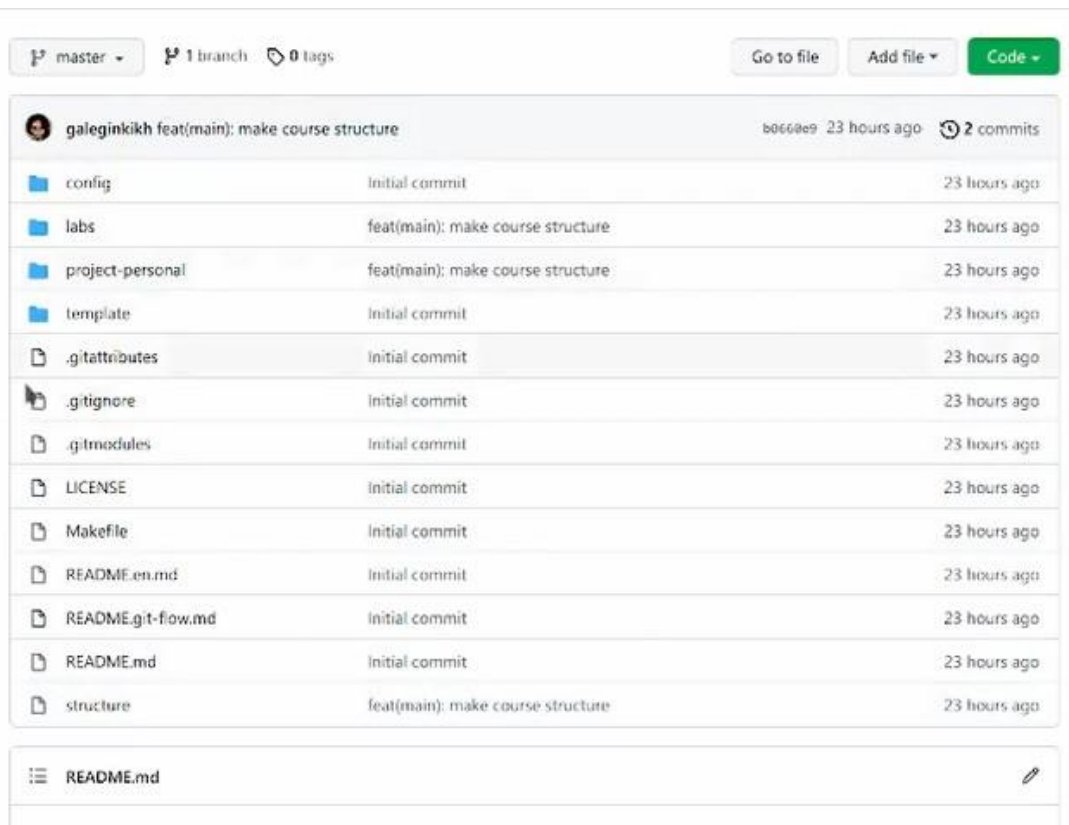 master 1 branch 0 tags Go to file Add file Code
galeginkikh feat(main): make course structure b0660e9 23 hours ago 2 commits
config Initial commit 23 hours ago
labs feat(main): make course structure 23 hours ago
project-personal feat(main): make course structure 23 hours ago
template Initial commit 23 hours ago
.gitattributes Initial commit 23 hours ago
.gitignore Initial commit 23 hours ago
.gitmodules Initial commit 23 hours ago
LICENSE Initial commit 23 hours ago
Makefile Initial commit 23 hours ago
README.en.md Initial commit 23 hours ago
README.git-flow.md Initial commit 23 hours ago
README.md Initial commit 23 hours ago
structure feat(main): make course structure 23 hours ago
README.md